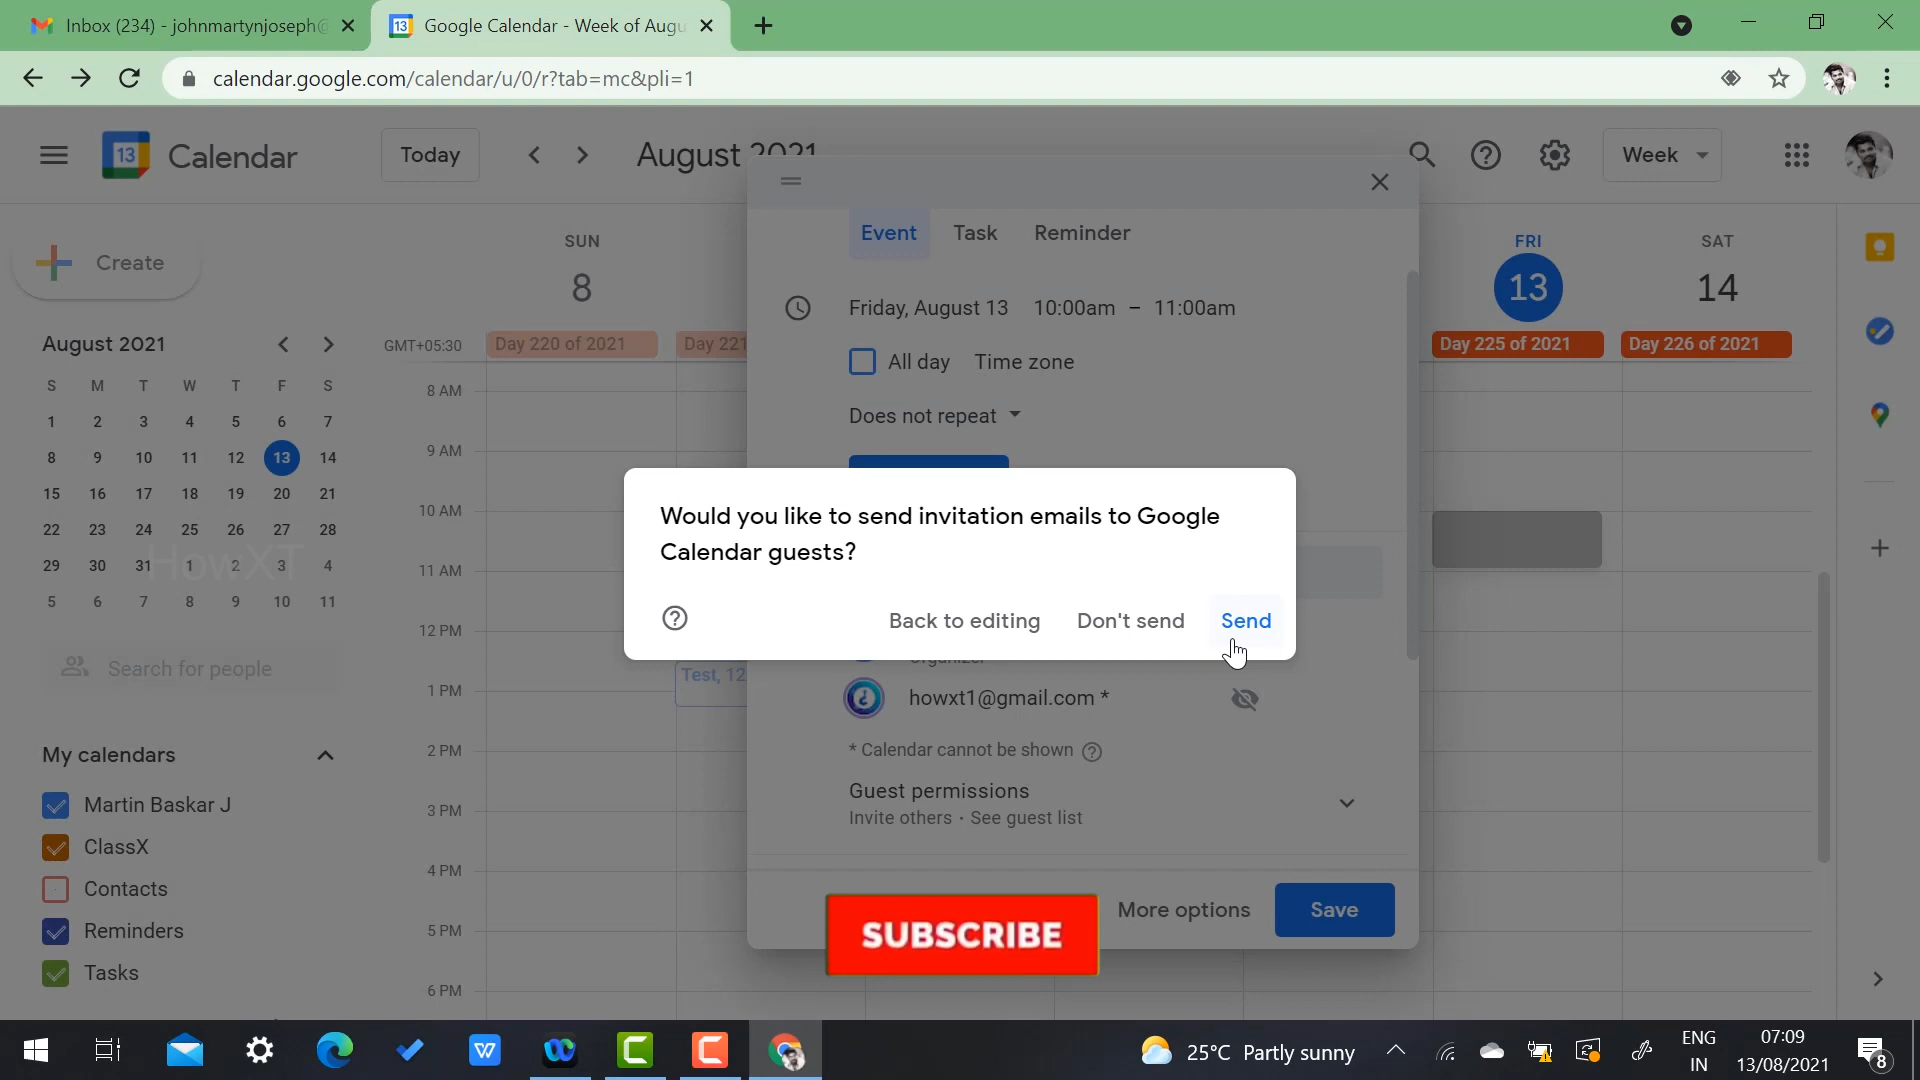 Inbox (234) - johnmartynjoseph@
Google Calendar - Week of Augu
calendar.google.com/calendar/u/0/r?tab=mc&pli=1
13
Calendar
Today
August 2021
Week
Create
Event
Task
Reminder
SUN
8
FRI
13
SAT
14
Friday, August 13 10:00am – 11:00am
August 2021
GMT+05:30
Day 220 of 2021
Day 221
Day 225 of 2021
Day 226 of 2021
All day Time zone
Does not repeat
S M T W T F S
1 2 3 4 5 6 7
8 9 10 11 12 13 14
15 16 17 18 19 20 21
22 23 24 25 26 27 28
29 30 31 1 2 3 4
5 6 7 8 9 10 11
HowXT
8 AM
9 AM
10 AM
11 AM
12 PM
1 PM
2 PM
3 PM
4 PM
5 PM
6 PM
Would you like to send invitation emails to Google
Calendar guests?
Back to editing
Don't send
Send
Organizer
Search for people
Test, 12
howxt1@gmail.com *
* Calendar cannot be shown
Guest permissions
Invite others • See guest list
My calendars
Martin Baskar J
ClassX
Contacts
Reminders
Tasks
SUBSCRIBE
More options
Save
25°C Partly sunny
ENG
IN
07:09
13/08/2021
8